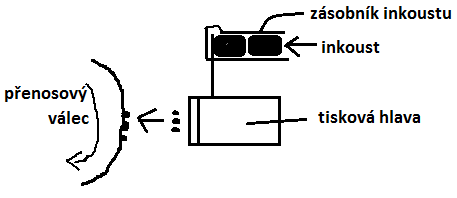 zásobník inkoustu
inkoust
přenosový
válec
tisková hlava